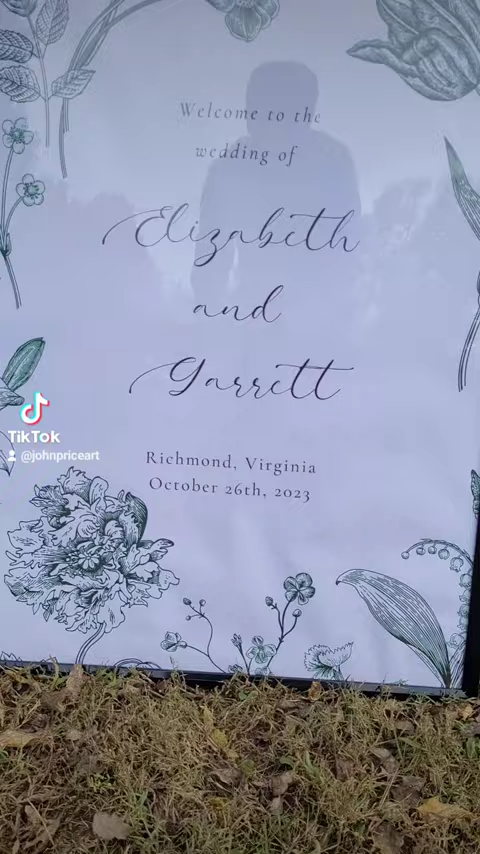 Welcome to the
wedding of
Elizabeth
and
Garrett
TikTok
@johnpriceart
Richmond, Virginia
October 26th, 2023